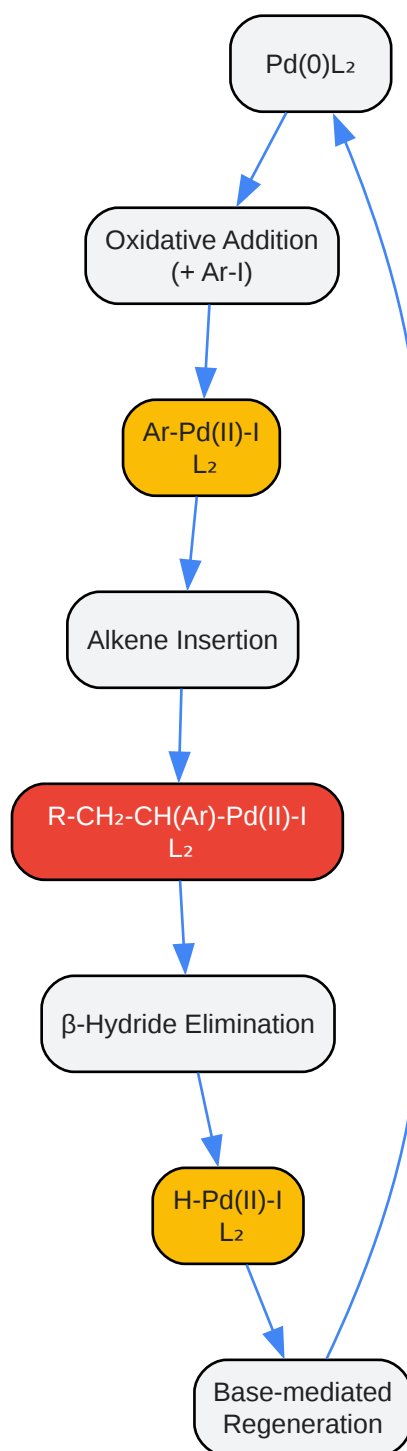 Pd(0)L₂
Oxidative Addition
(+ Ar-I)
Ar-Pd(II)-I
L₂
Alkene Insertion
R-CH₂-CH(Ar)-Pd(II)-I
L₂
β-Hydride Elimination
H-Pd(II)-I
L₂
Base-mediated
Regeneration